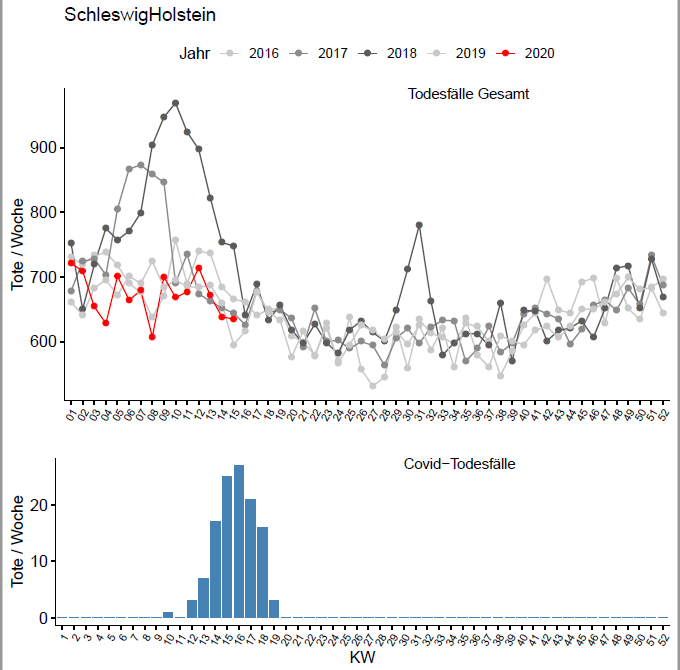 SchleswigHolstein
Jahr 2016 2017 2018 2019 2020
Todesfälle Gesamt
Tote / Woche
900
800
700
600
01 02 03 04 05 06 07 08 09 10 11 12 13 14 15 16 17 18 19 20 21 22 23 24 25 26 27 28 29 30 31 32 33 34 35 36 37 38 39 40 41 42 43 44 45 46 47 48 49 50 51 52
Covid−Todesfälle
Tote / Woche
20
10
0
1 2 3 4 5 6 7 8 9 10 11 12 13 14 15 16 17 18 19 20 21 22 23 24 25 26 27 28 29 30 31 32 33 34 35 36 37 38 39 40 41 42 43 44 45 46 47 48 49 50 51 52
KW